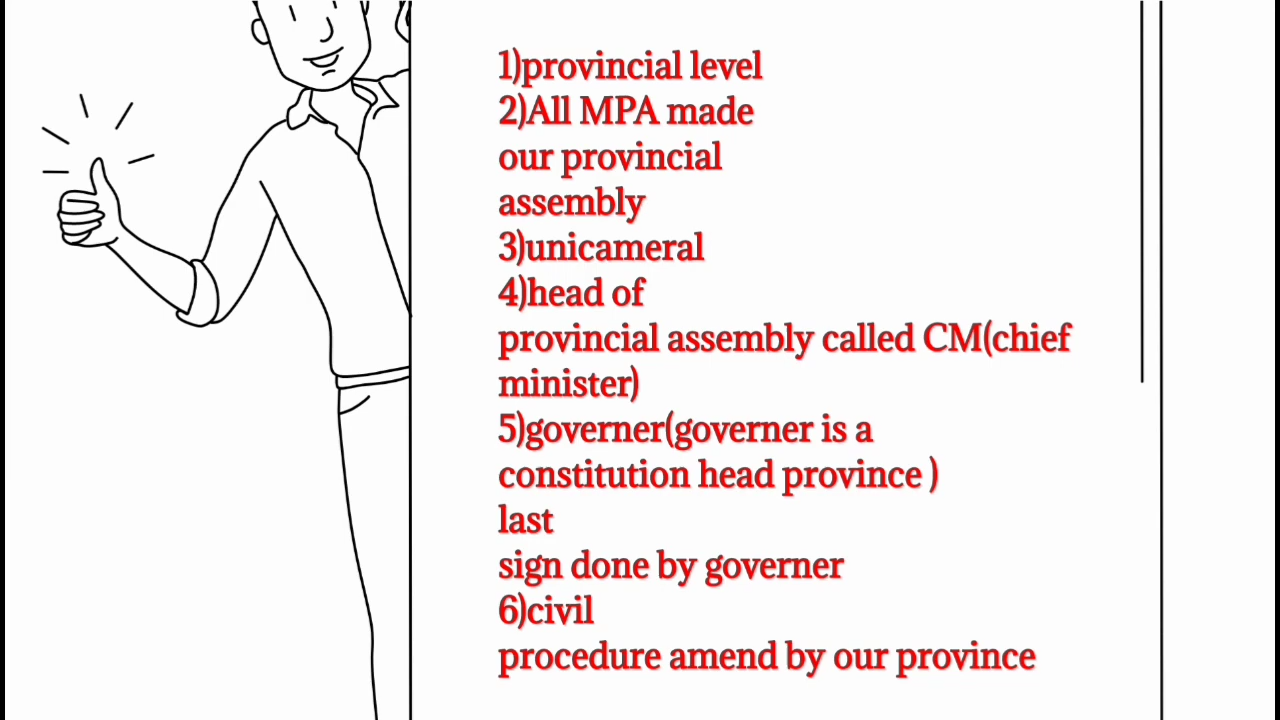 1)provincial level
2)All MPA made
our provincial
assembly
3)unicameral
4)head of
provincial assembly called CM(chief
minister)
5)governer(governer is a
constitution head province )
last
sign done by governer
6)civil
procedure amend by our province